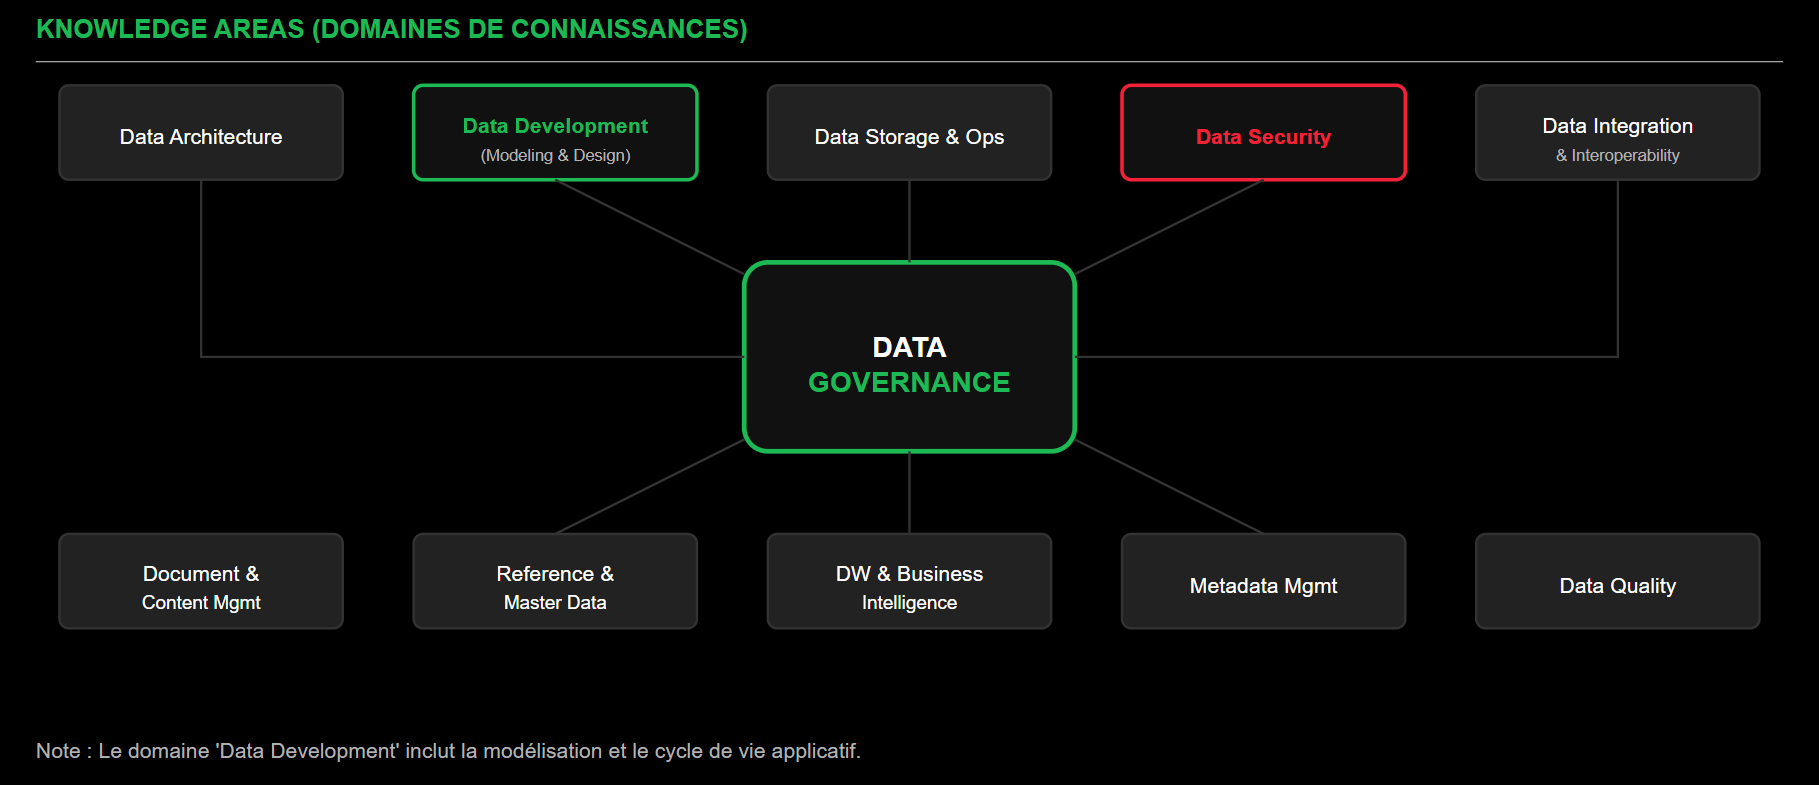 KNOWLEDGE AREAS (DOMAINES DE CONNAISSANCES)
Data Architecture
Data Development
(Modeling & Design)
Data Storage & Ops
Data Security
Data Integration
& Interoperability
DATA
GOVERNANCE
Document &
Content Mgmt
Reference &
Master Data
DW & Business
Intelligence
Metadata Mgmt
Data Quality
Note : Le domaine 'Data Development' inclut la modélisation et le cycle de vie applicatif.